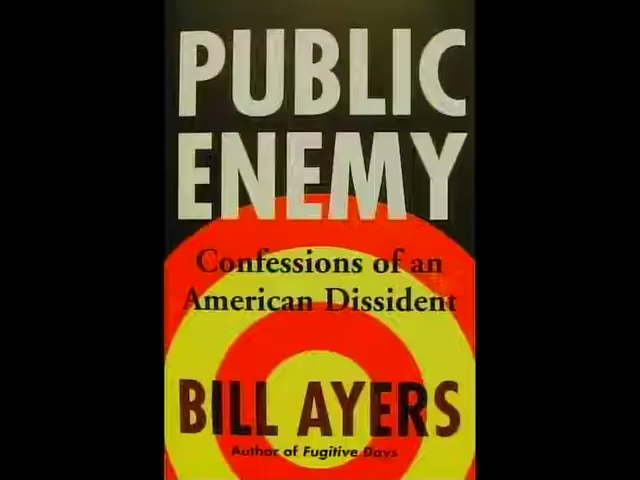 PUBLIC
ENEMY
Confessions of an
American Dissident
BILL AYERS
Author of Fugitive Days